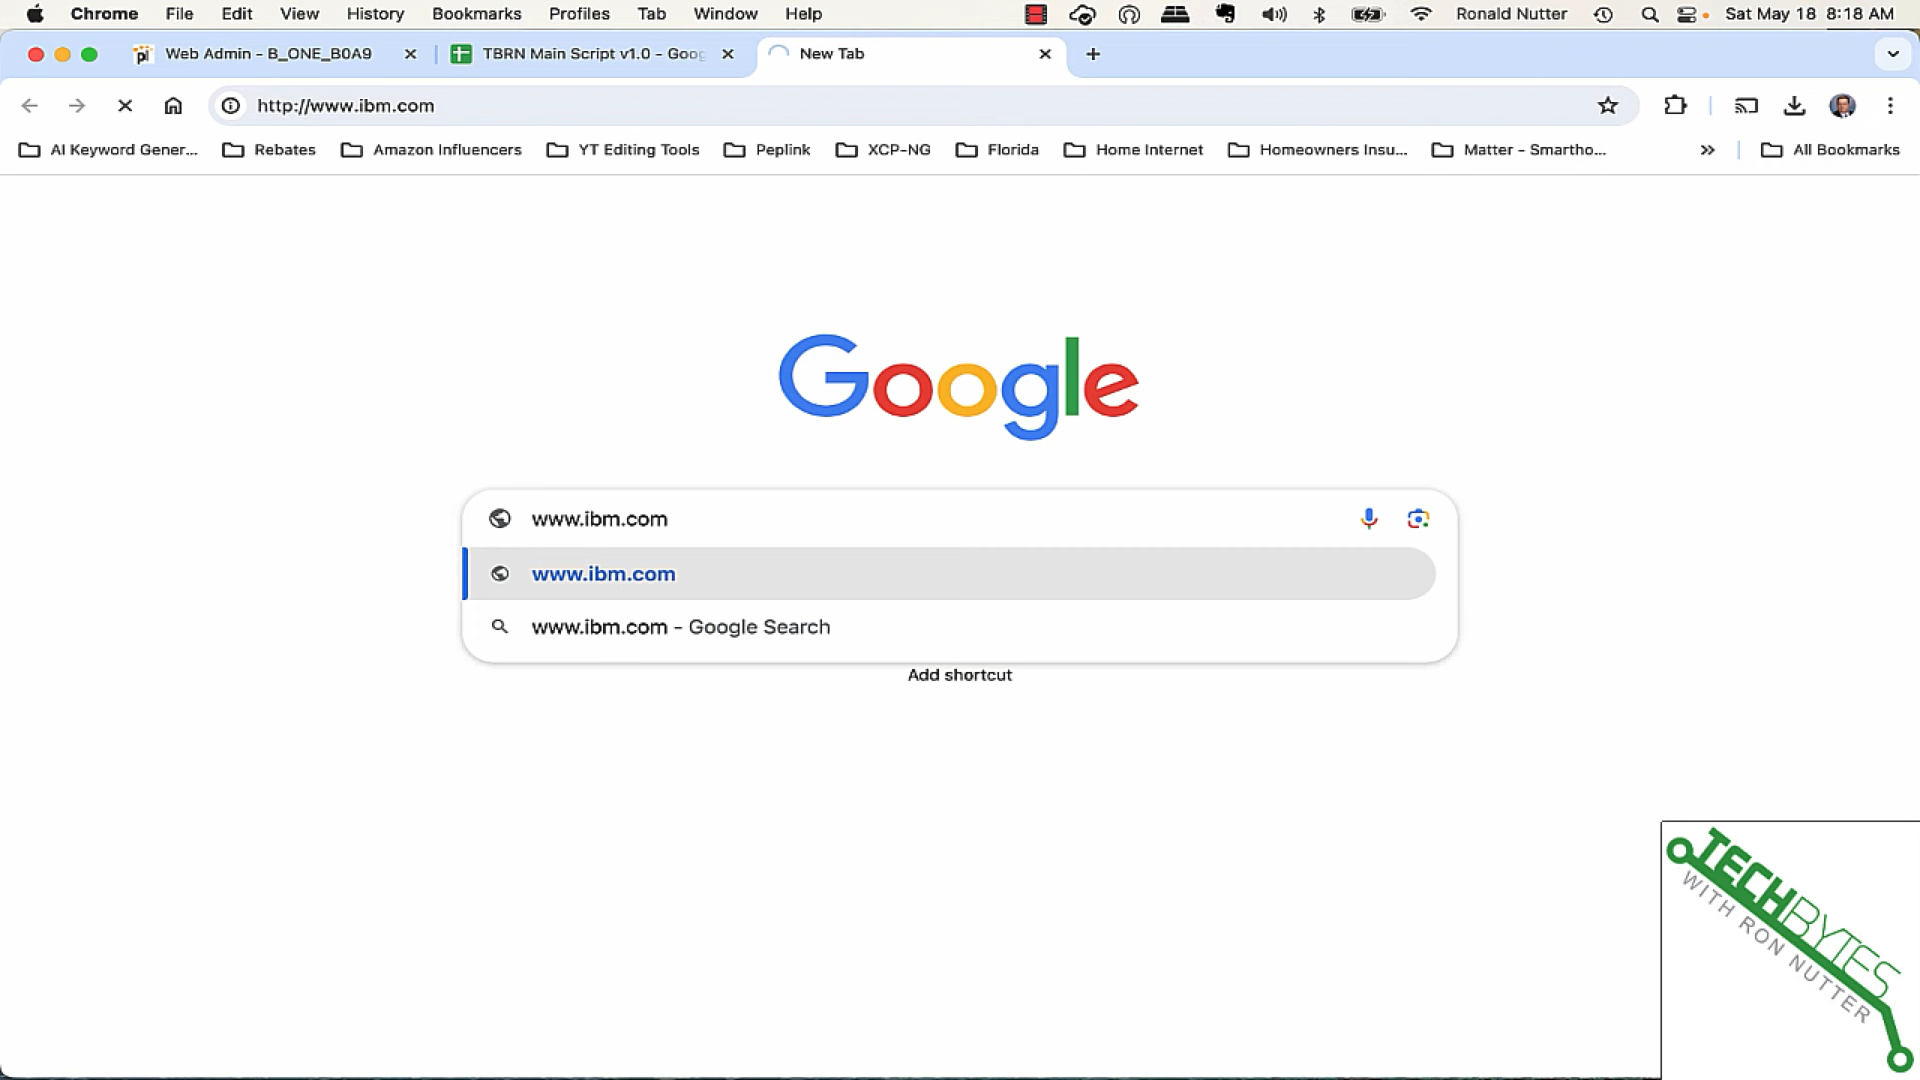 Chrome File Edit View History Bookmarks Profiles Tab Window Help Ronald Nutter Sat May 18 8:18 AM
Web Admin - B_ONE_B0A9 TBRN Main Script v1.0 - Goog New Tab
http://www.ibm.com
AI Keyword Gener... Rebates Amazon Influencers YT Editing Tools Peplink XCP-NG Florida Home Internet Homeowners Insu... Matter - Smartho... » All Bookmarks
Google
www.ibm.com
www.ibm.com
www.ibm.com - Google Search
Add shortcut
TECHBYTES
WITH RON NUTTER